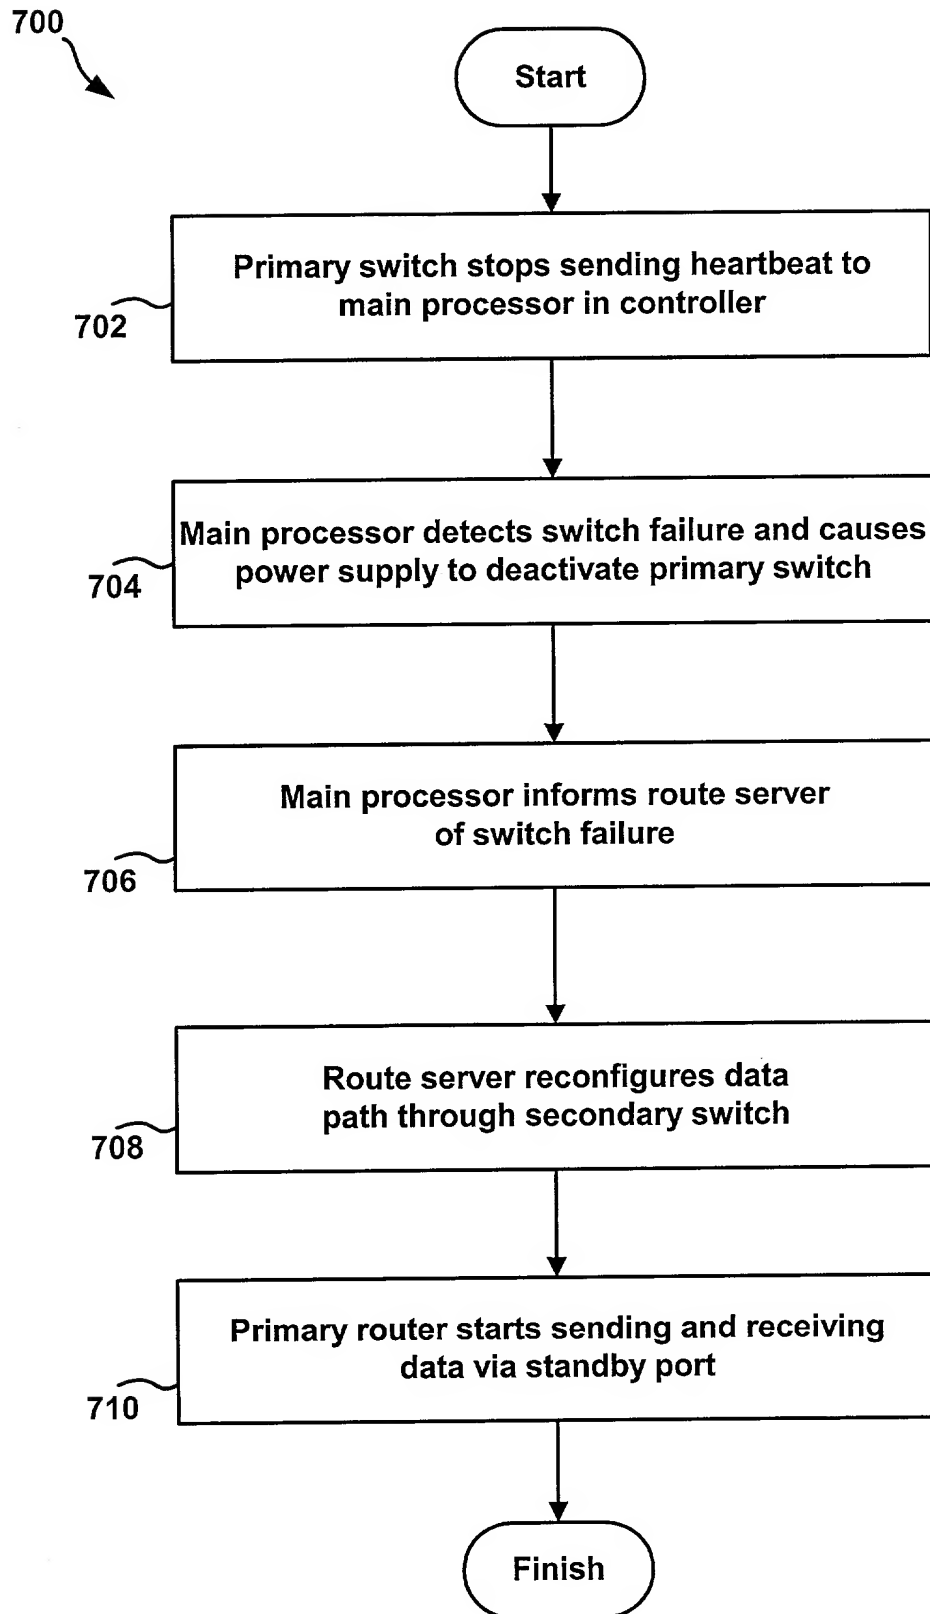 700
Start
Primary switch stops sending heartbeat to
main processor in controller
702
Main processor detects switch failure and causes
power supply to deactivate primary switch
704
Main processor informs route server
of switch failure
706
Route server reconfigures data
path through secondary switch
708
Primary router starts sending and receiving
data via standby port
710
Finish